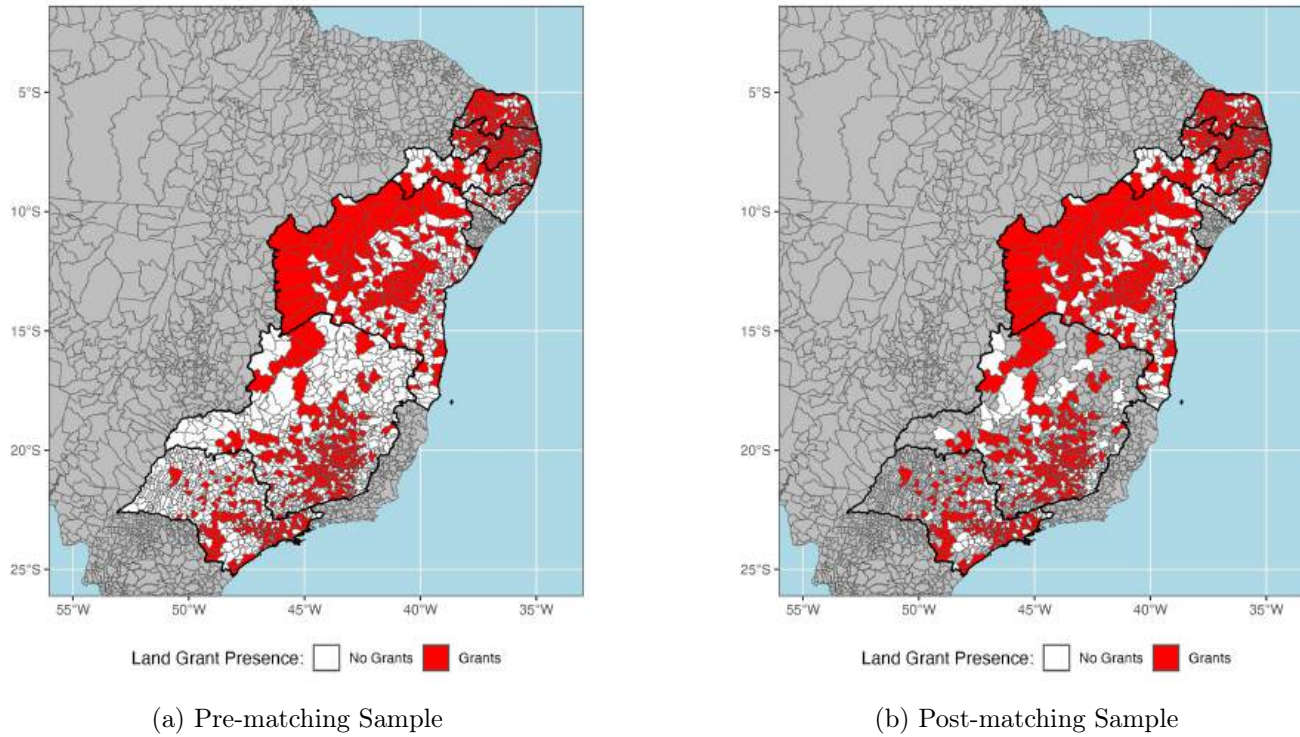 5°S
10°S
15°S
20°S
25°S
55°W 50°W 45°W 40°W 35°W
Land Grant Presence: No Grants Grants
(a) Pre-matching Sample
5°S
10°S
15°S
20°S
25°S
55°W 50°W 45°W 40°W 35°W
Land Grant Presence: No Grants Grants
(b) Post-matching Sample